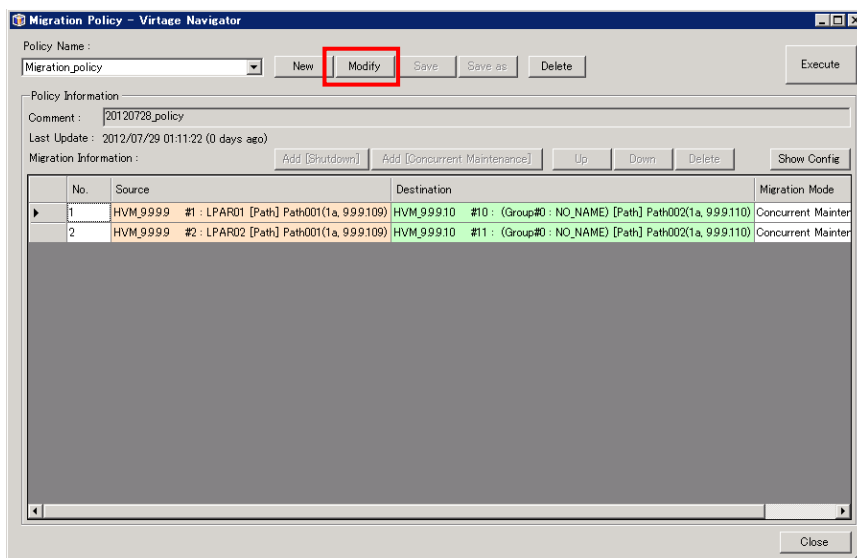 Migration Policy - Virtage Navigator
Policy Name :
Migration_policy New Modify Save Save as Delete Execute
Policy Information
Comment : 20120728_policy
Last Update : 2012/07/29 01:11:22 (0 days ago)
Migration Information : Add [Shutdown] Add [Concurrent Maintenance] Up Down Delete Show Config
No. Source Destination Migration Mode
1 HVM_9.9.9.9 #1 : LPAR01 [Path] Path001(1a, 9.9.9.109) HVM_9.9.9.10 #10 : (Group#0 : NO_NAME) [Path] Path002(1a, 9.9.9.110) Concurrent Mainter
2 HVM_9.9.9.9 #2 : LPAR02 [Path] Path001(1a, 9.9.9.109) HVM_9.9.9.10 #11 : (Group#0 : NO_NAME) [Path] Path002(1a, 9.9.9.110) Concurrent Mainter
Close